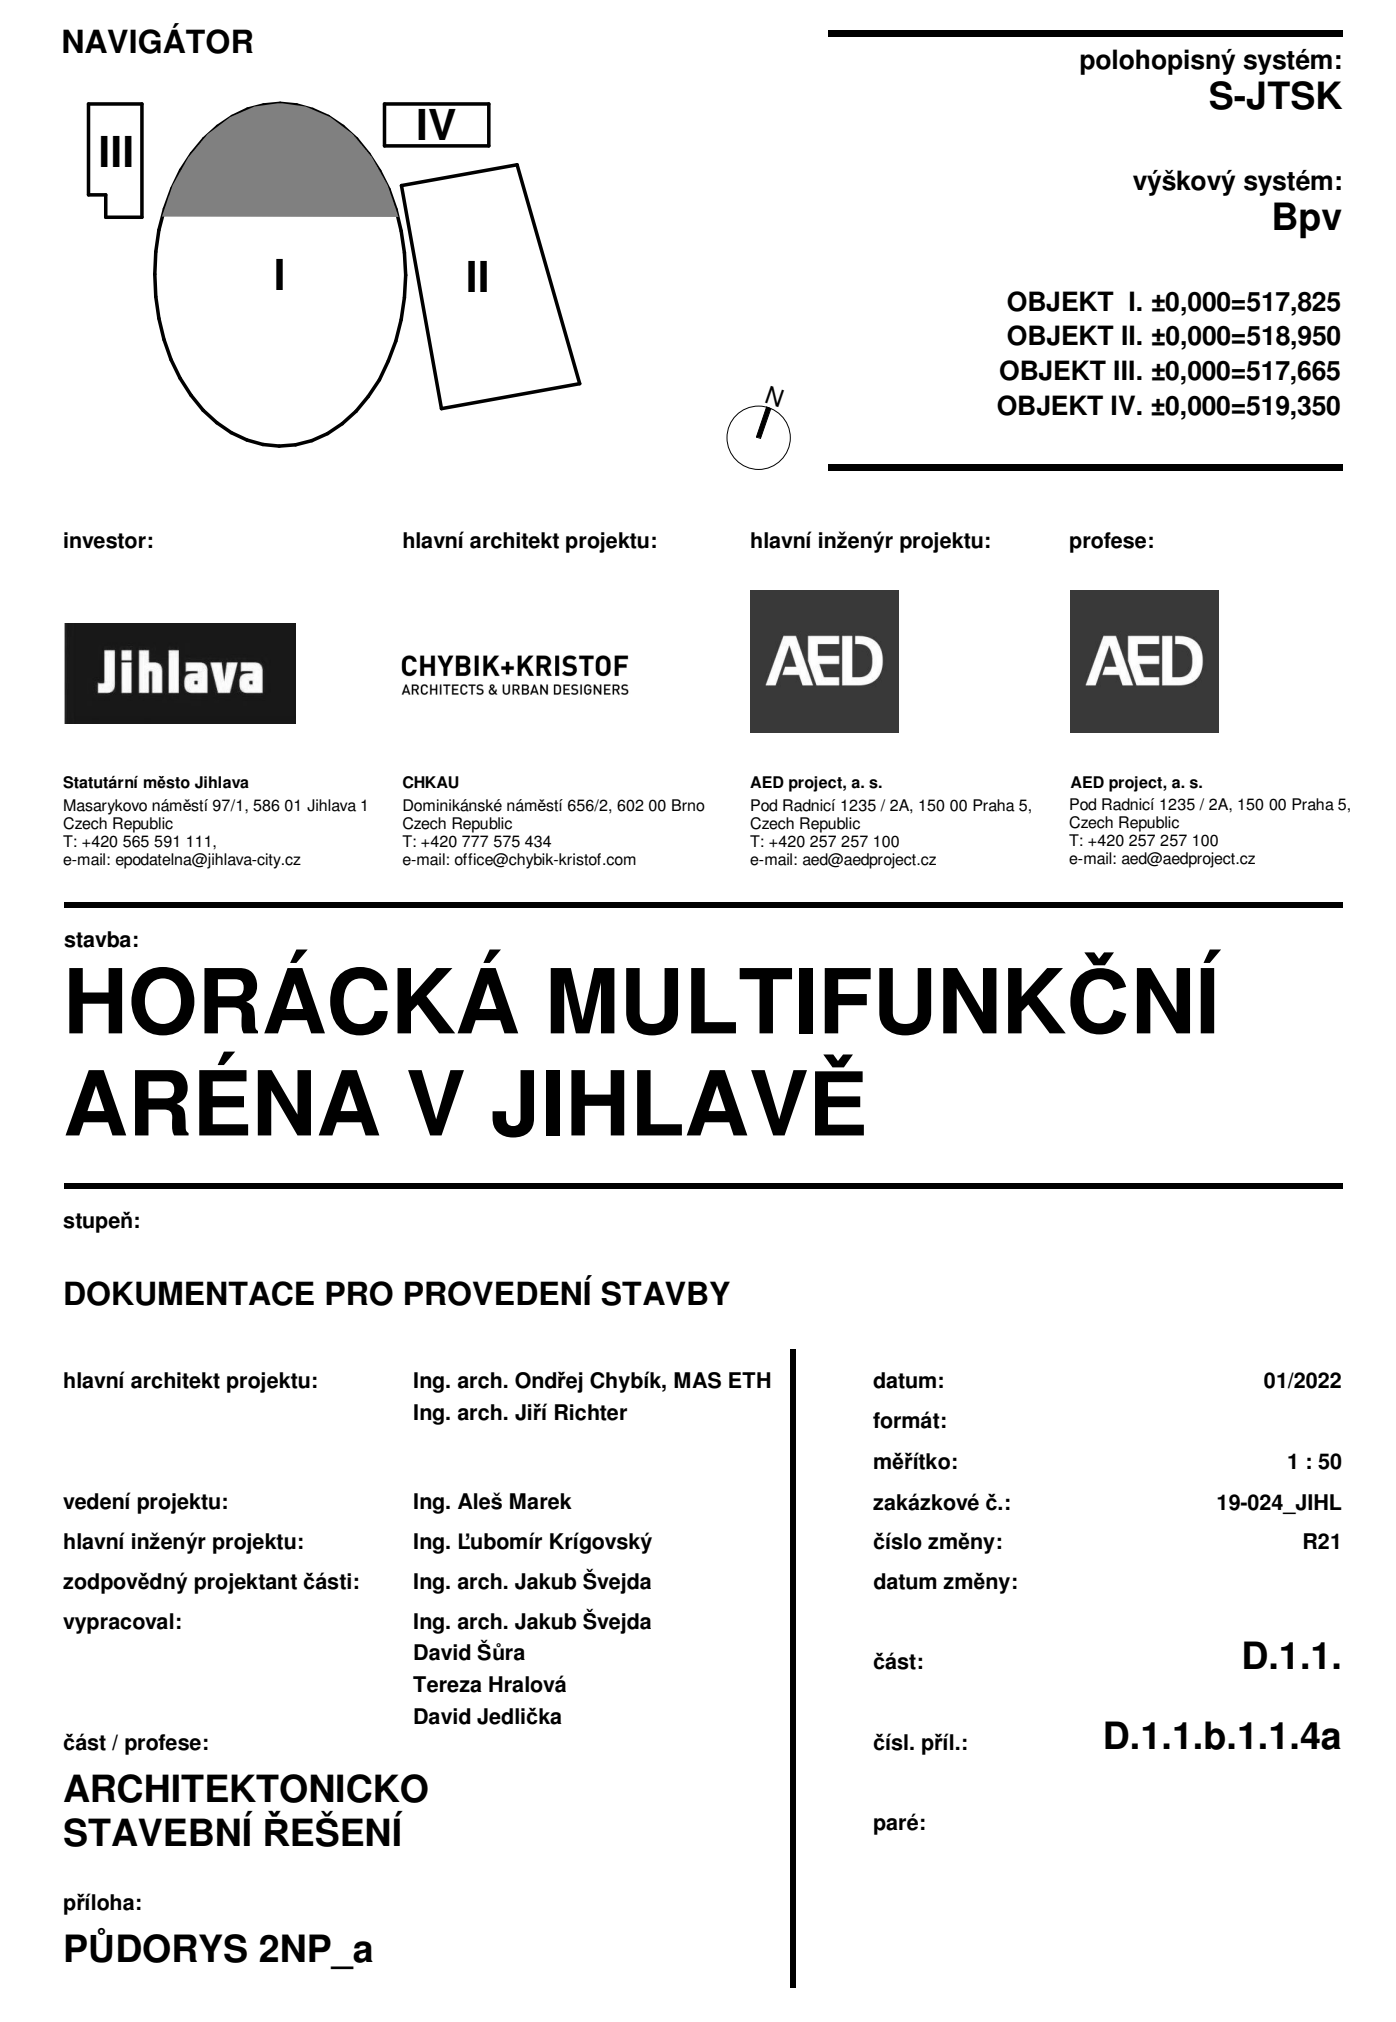 NAVIGÁTOR
III
IV
I
II
N
polohopisný systém:
S-JTSK
výškový systém:
Bpv
OBJEKT I. ±0,000=517,825
OBJEKT II. ±0,000=518,950
OBJEKT III. ±0,000=517,665
OBJEKT IV. ±0,000=519,350
investor:
Jihlava
Statutární město Jihlava
Masarykovo náměstí 97/1, 586 01 Jihlava 1
Czech Republic
T: +420 565 591 111,
e-mail: epodatelna@jihlava-city.cz
hlavní architekt projektu:
CHYBIK+KRISTOF
ARCHITECTS & URBAN DESIGNERS
CHKAU
Dominikánské náměstí 656/2, 602 00 Brno
Czech Republic
T: +420 777 575 434
e-mail: office@chybik-kristof.com
hlavní inženýr projektu:
AED
AED project, a. s.
Pod Radnicí 1235 / 2A, 150 00 Praha 5,
Czech Republic
T: +420 257 257 100
e-mail: aed@aedproject.cz
profese:
AED
AED project, a. s.
Pod Radnicí 1235 / 2A, 150 00 Praha 5,
Czech Republic
T: +420 257 257 100
e-mail: aed@aedproject.cz
stavba:
HORÁCKÁ MULTIFUNKČNÍ
ARÉNA V JIHLAVĚ
stupeň:
DOKUMENTACE PRO PROVEDENÍ STAVBY
hlavní architekt projektu: Ing. arch. Ondřej Chybík, MAS ETH
Ing. arch. Jiří Richter
vedení projektu: Ing. Aleš Marek
hlavní inženýr projektu: Ing. Ľubomír Krígovský
zodpovědný projektant části: Ing. arch. Jakub Švejda
vypracoval: Ing. arch. Jakub Švejda
David Šůra
Tereza Hralová
David Jedlička
část / profese:
ARCHITEKTONICKO
STAVEBNÍ ŘEŠENÍ
příloha:
PŮDORYS 2NP_a
datum: 01/2022
formát:
měřítko: 1 : 50
zakázkové č.: 19-024_JIHL
číslo změny: R21
datum změny:
část: D.1.1.
čísl. příl.: D.1.1.b.1.1.4a
paré: